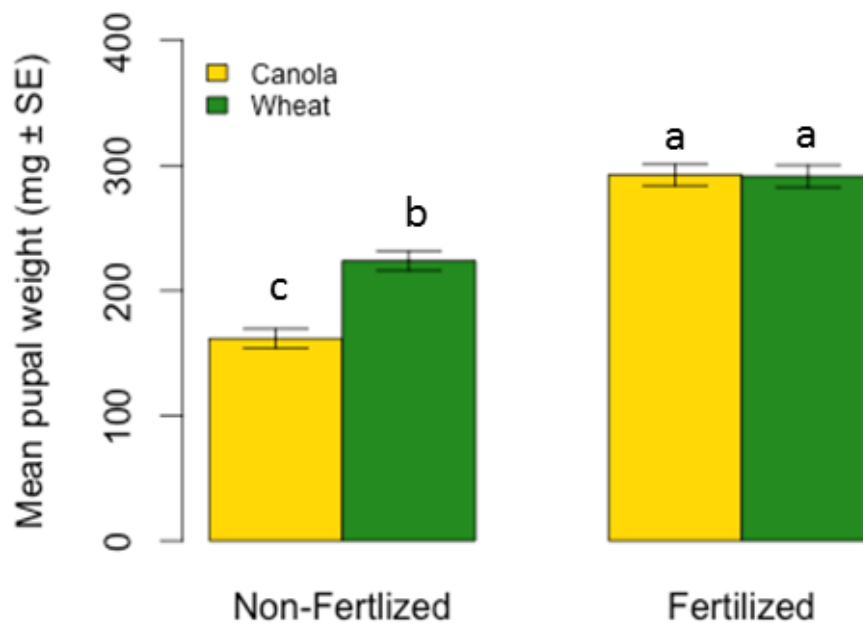 Mean pupal weight (mg ± SE)
400
300
200
100
0
Canola
Wheat
c
b
a
a
Non-Fertlized
Fertilized